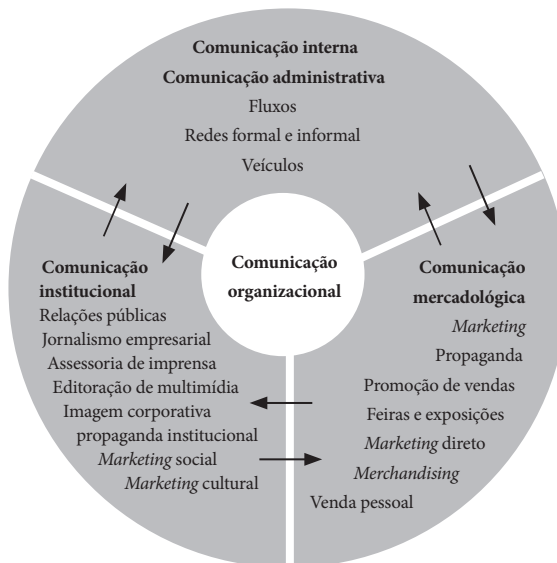 Comunicação interna
Comunicação administrativa
Fluxos
Redes formal e informal
Veículos
Comunicação
organizacional
Comunicação
institucional
Relações públicas
Jornalismo empresarial
Assessoria de imprensa
Editoração de multimídia
Imagem corporativa
propaganda institucional
Marketing social
Marketing cultural
Comunicação
mercadológica
Marketing
Propaganda
Promoção de vendas
Feiras e exposições
Marketing direto
Merchandising
Venda pessoal